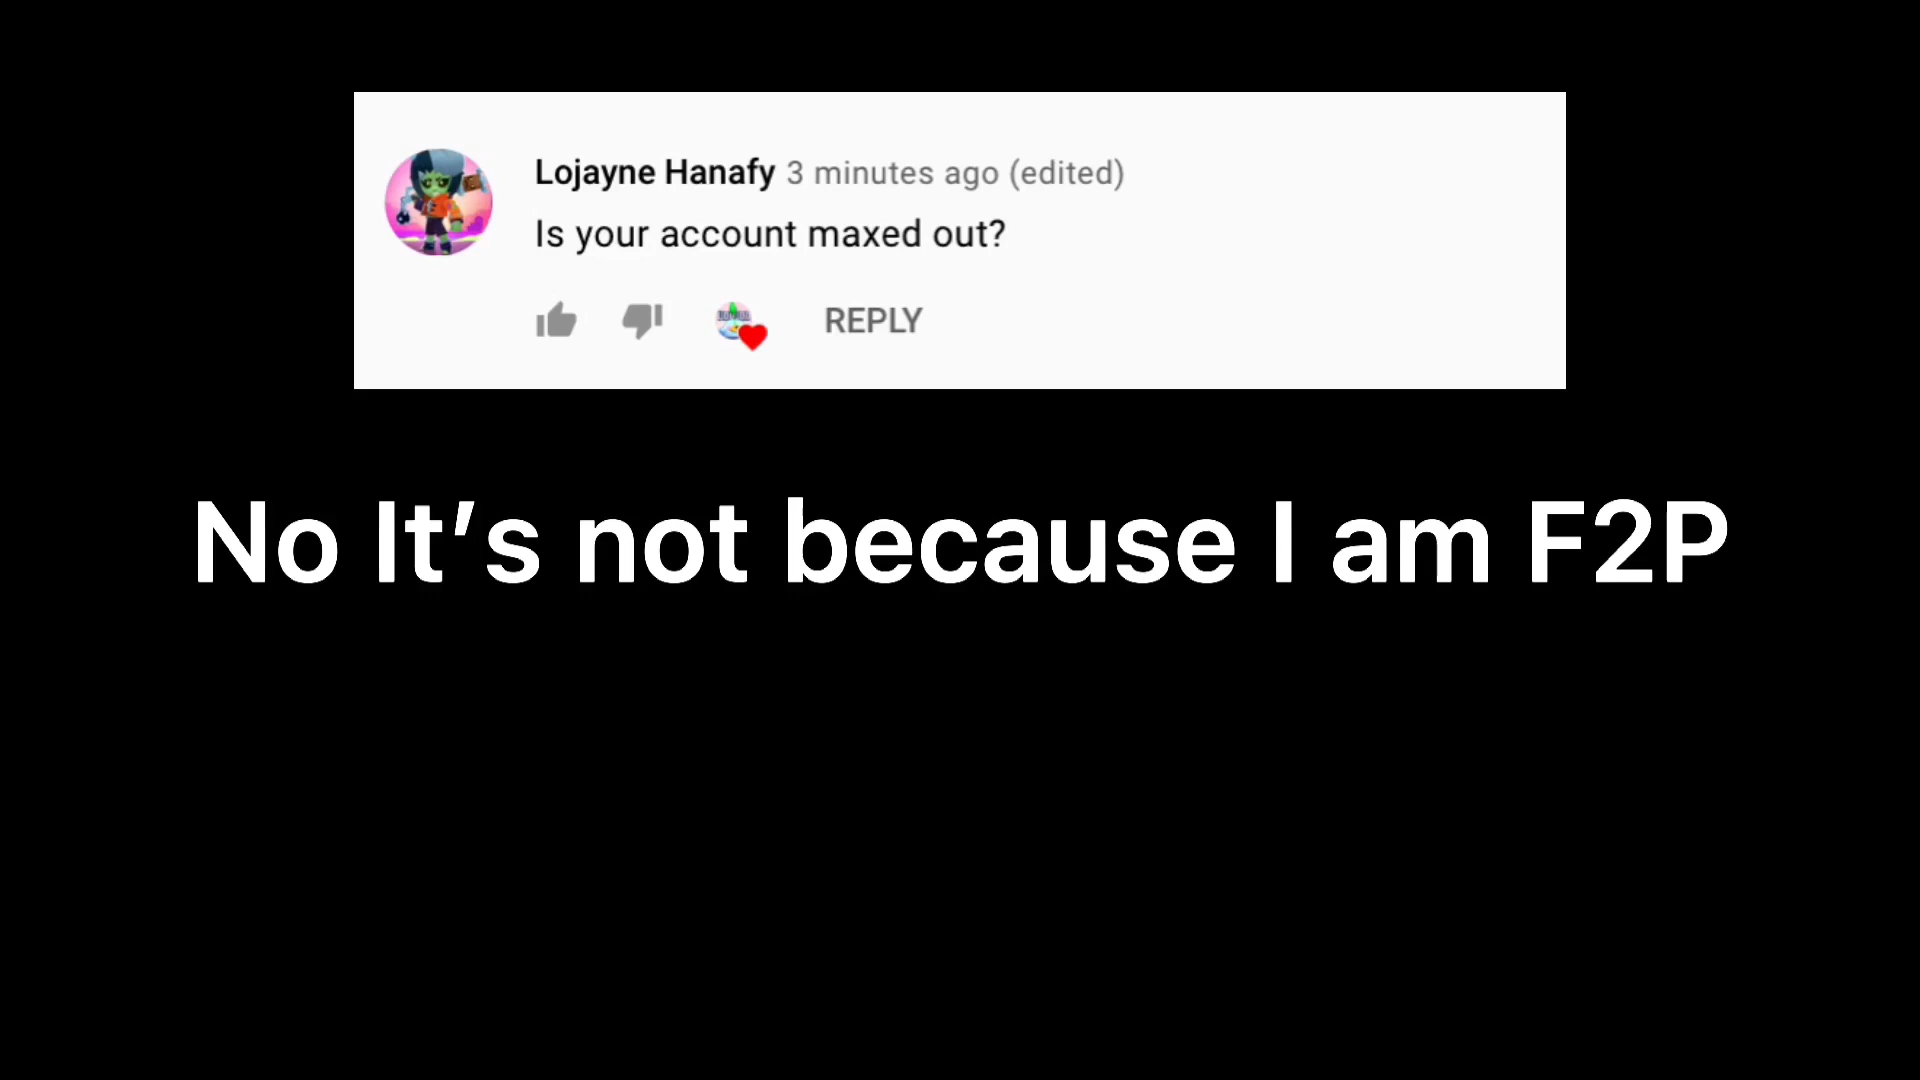 Lojayne Hanafy 3 minutes ago (edited)
Is your account maxed out?
REPLY
No It's not because I am F2P